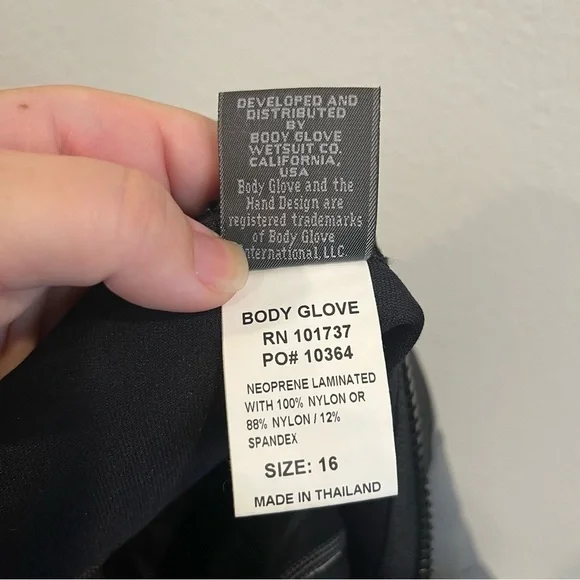 DEVELOPED AND
DISTRIBUTED
BY
BODY GLOVE
WETSUIT CO.
CALIFORNIA,
USA
Body Glove and the
Hand Design are
registered trademarks
of Body Glove
nternational, LLC.
BODY GLOVE
RN 101737
PO# 10364
NEOPRENE LAMINATED
WITH 100% NYLON OR
88% NYLON / 12%
SPANDEX
SIZE: 16
MADE IN THAILAND